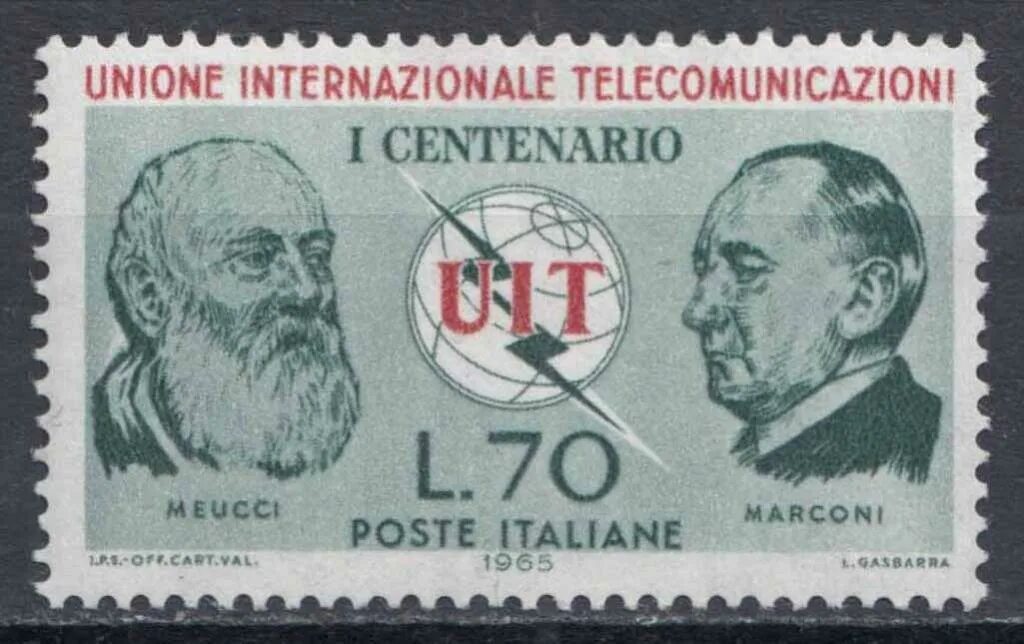 UNIONE INTERNAZIONALE TELECOMUNICAZIONI
I CENTENARIO
UIT
L.70
MEUCCI
MARCONI
POSTE ITALIANE
I.P.S.-OFF.CART.VAL.
1965
L.GASBARRA